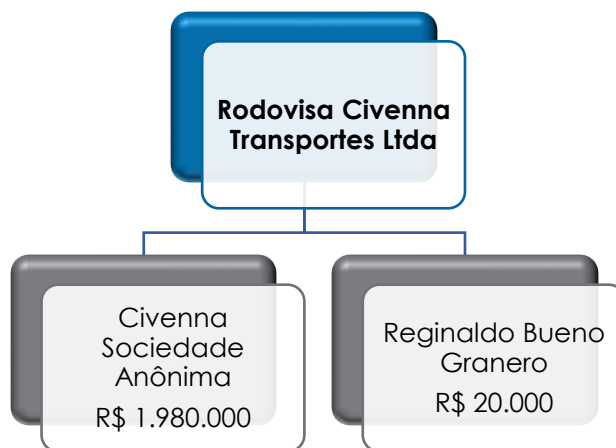 Rodovisa Civenna
Transportes Ltda
Civenna
Sociedade
Anônima
R$ 1.980.000
Reginaldo Bueno
Granero
R$ 20.000